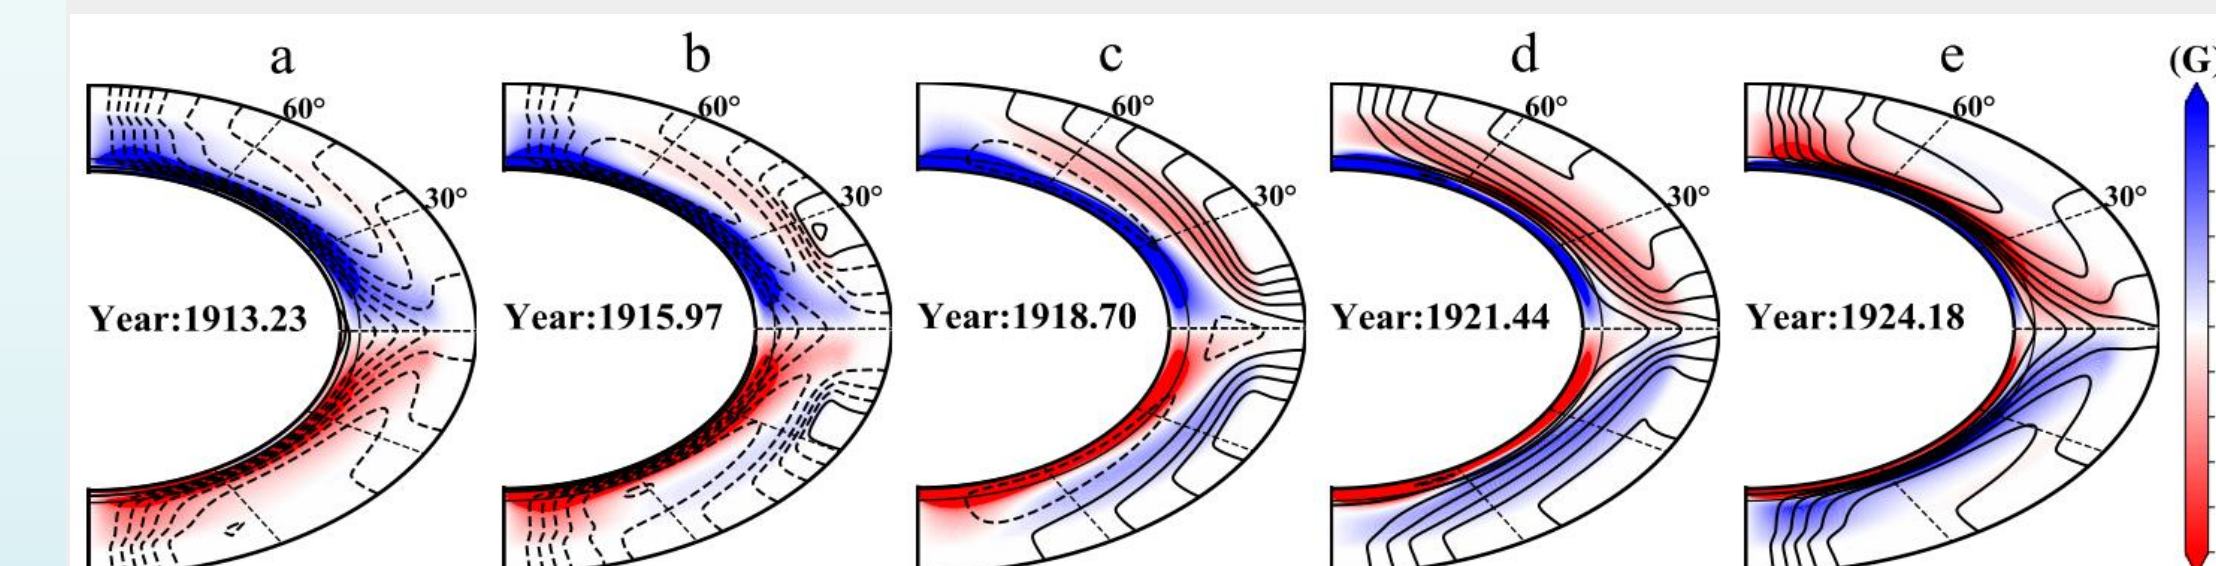 a b c d e
(G)
60° 60° 60° 60° 60°
30° 30° 30° 30° 30°
Year:1913.23 Year:1915.97 Year:1918.70 Year:1921.44 Year:1924.18